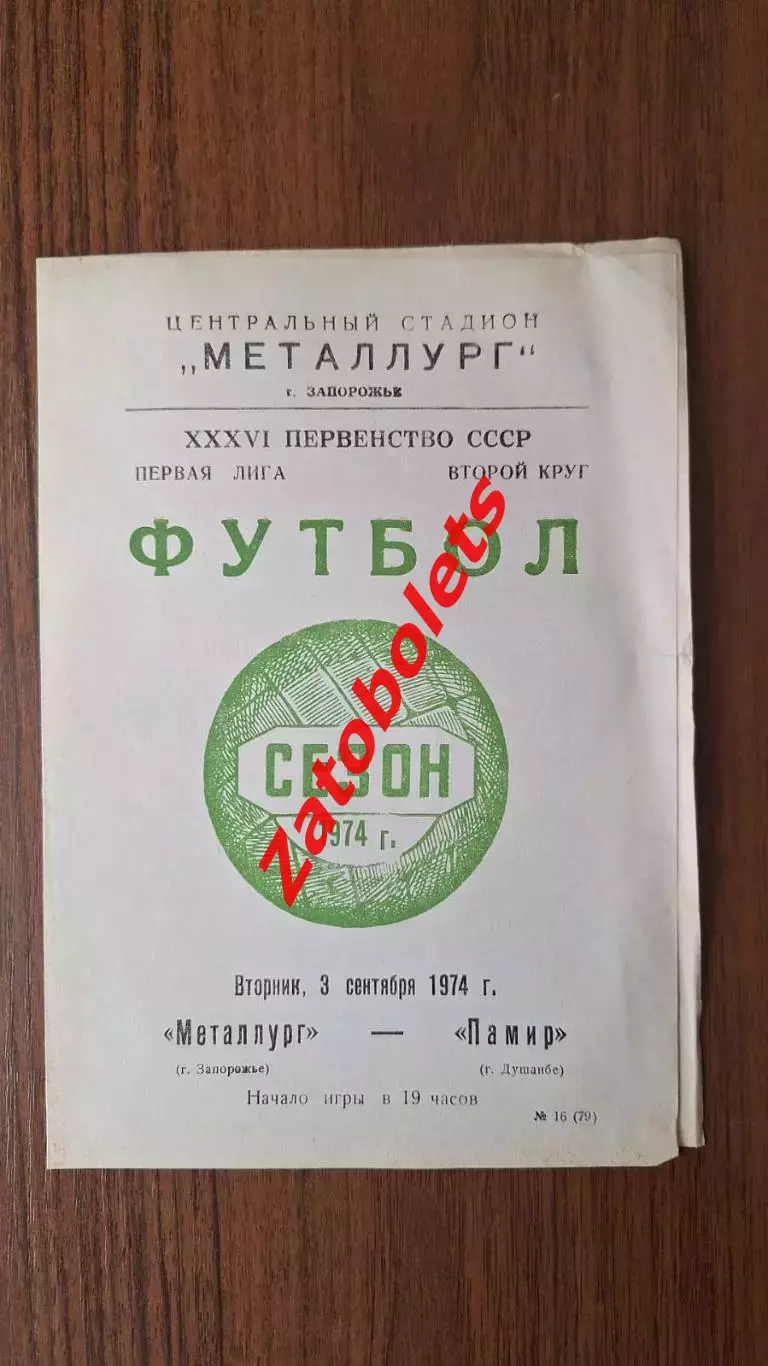 ЦЕНТРАЛЬНЫЙ СТАДИОН
„МЕТАЛЛУРГ“
г. ЗАПОРОЖЬЕ
XXXVI ПЕРВЕНСТВО СССР
ПЕРВАЯ ЛИГА ВТОРОЙ КРУГ
ФУТБОЛ
СЕЗОН
1974 г.
Zatobolets
Вторник, 3 сентября 1974 г.
«Металлург» — «Памир»
(г. Запорожье) (г. Душанбе)
Начало игры в 19 часов
№ 16 (79)